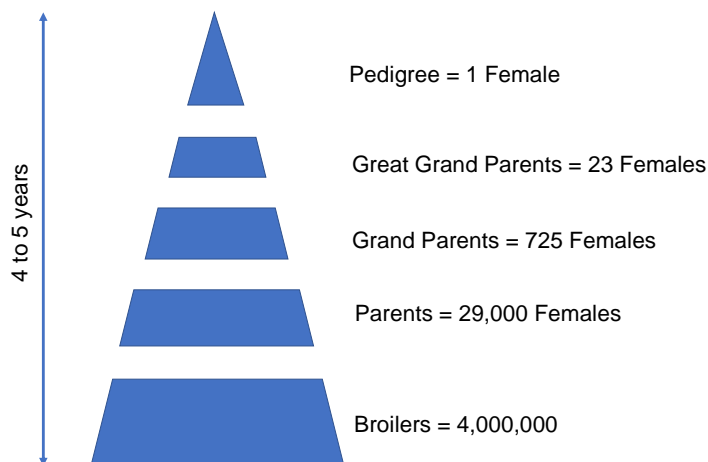 Pedigree = 1 Female
Great Grand Parents = 23 Females
4 to 5 years
Grand Parents = 725 Females
Parents = 29,000 Females
Broilers = 4,000,000